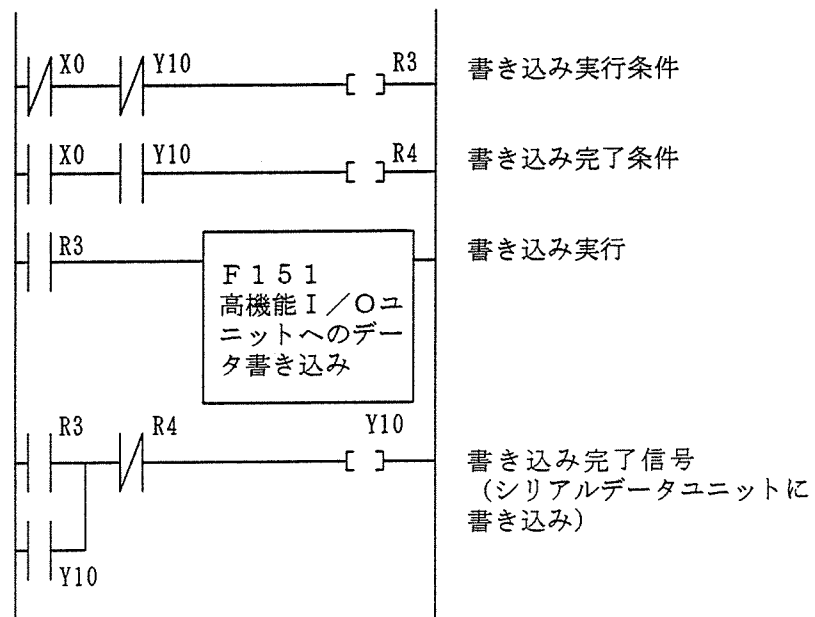 X0 Y10 R3 書き込み実行条件
X0 Y10 R4 書き込み完了条件
R3 書き込み実行
F151
高機能I/Oユ
ニットへのデー
タ書き込み
R3 R4 Y10
書き込み完了信号
(シリアルデータユニットに
書き込み)
Y10